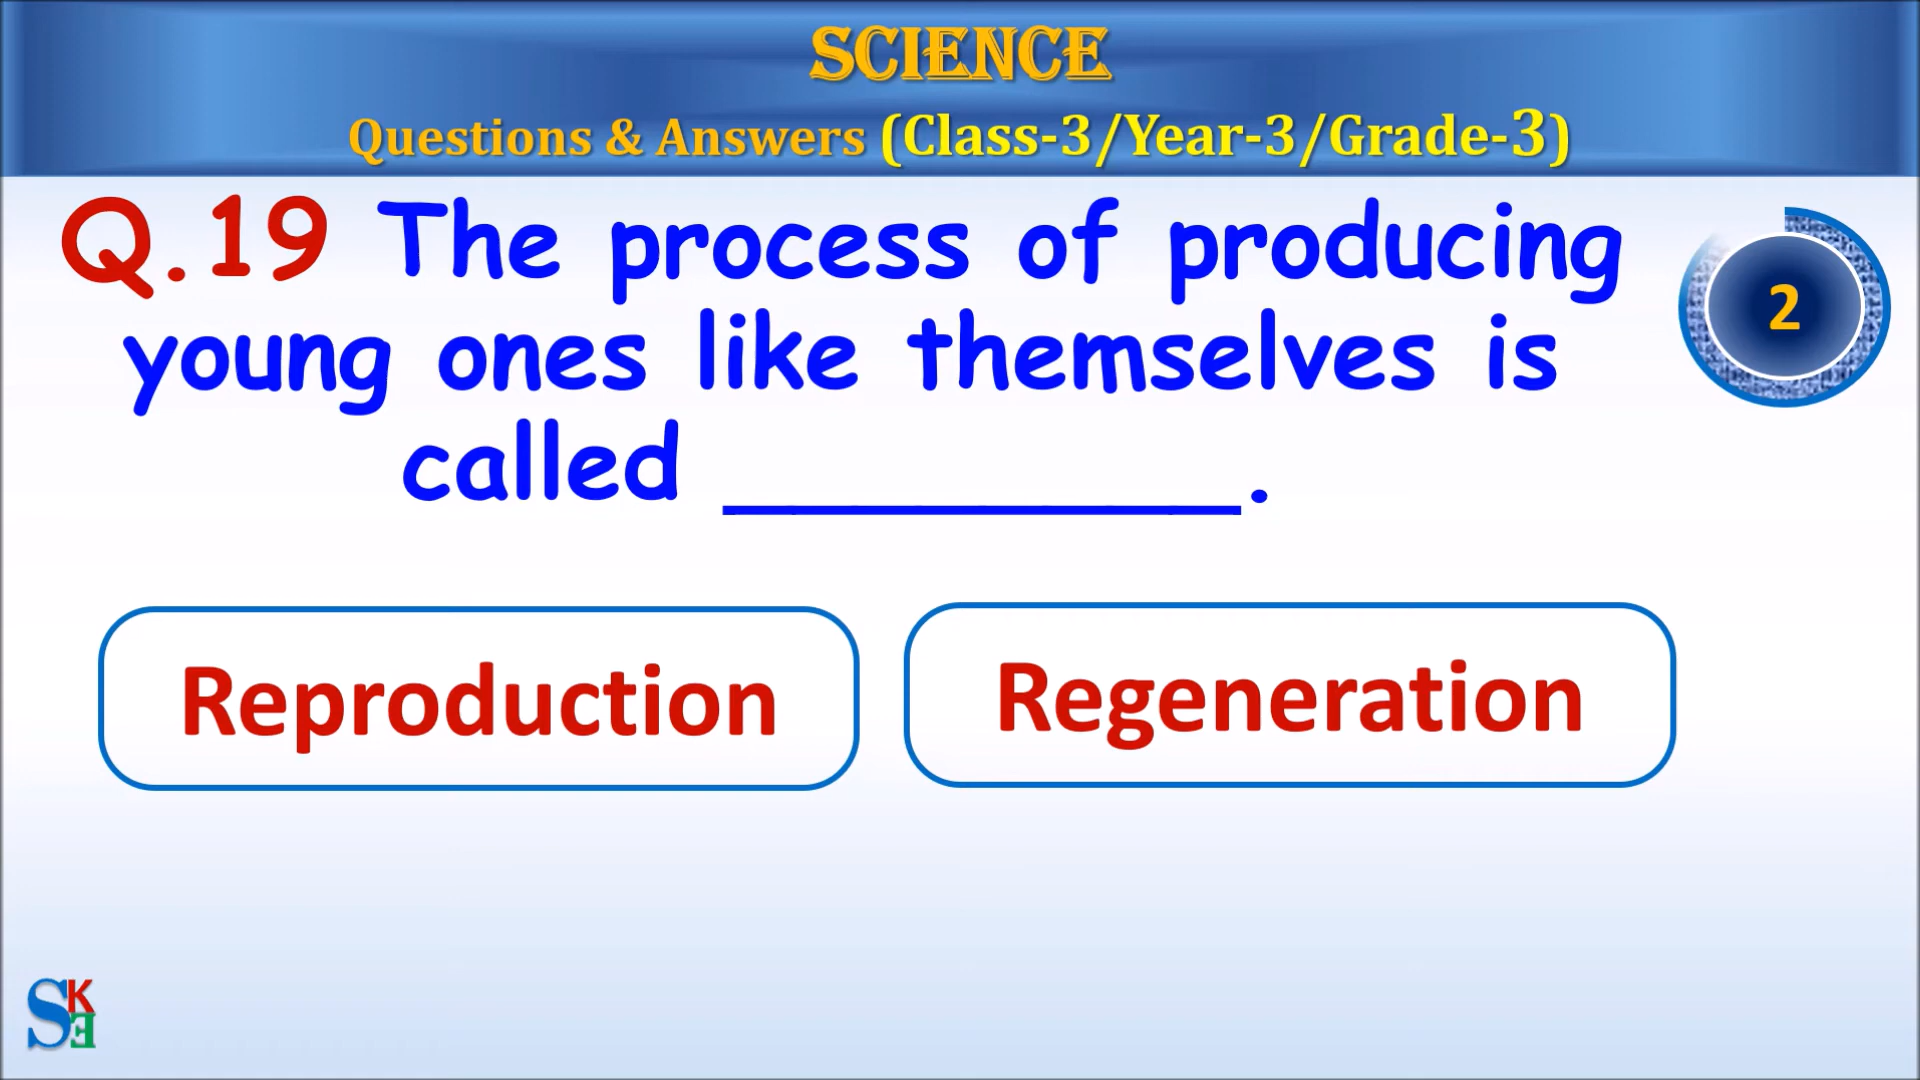 SCIENCE
Questions & Answers (Class-3/Year-3/Grade-3)
Q.19 The process of producing
young ones like themselves is
called __________.
2
Reproduction
Regeneration
SKE